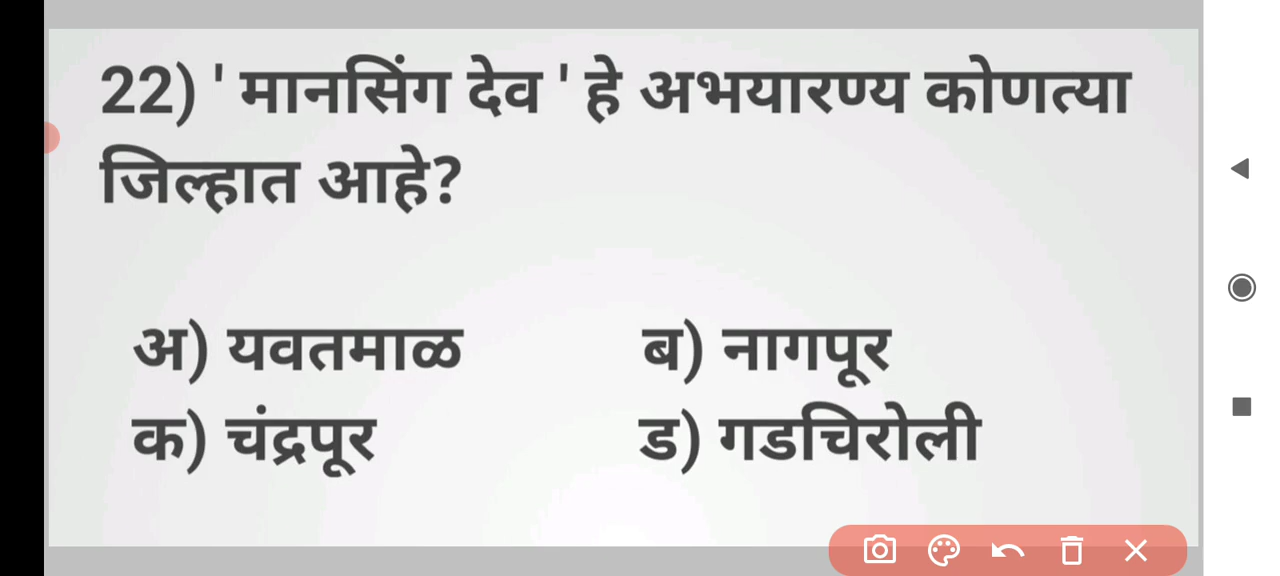 22) ' मानसिंग देव ' हे अभयारण्य कोणत्या
जिल्हात आहे?
अ) यवतमाळ ब) नागपूर
क) चंद्रपूर ड) गडचिरोली